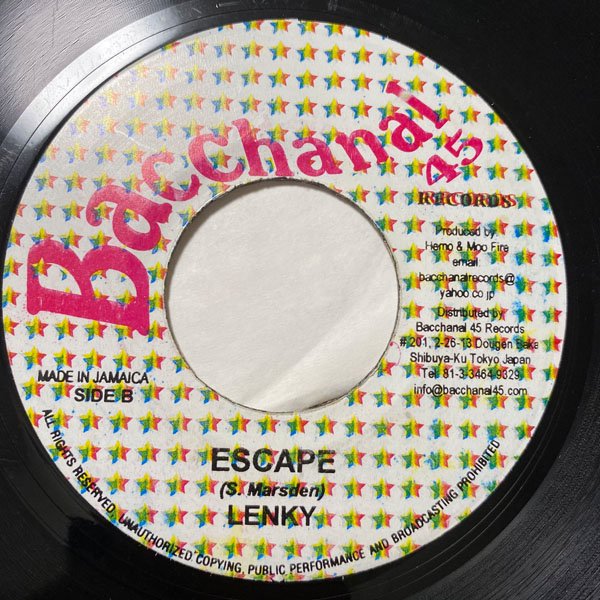 Bacchanal
45
RECORDS
Produced by:
Hemo & Moo Fire
email:
bacchanalrecords@
yahoo.co.jp
Distributed by
Bacchanal 45 Records
# 201, 2-26-13 Dougen Baka
Shibuya-Ku Tokyo Japan
Tel: 81-3-3464-9329
info@bacchanal45.com
MADE IN JAMAICA
SIDE B
ESCAPE
(S. Marsden)
LENKY
ALL RIGHTS RESERVED. UNAUTHORIZED COPYING, PUBLIC PERFORMANCE AND BROADCASTING PROHIBITED